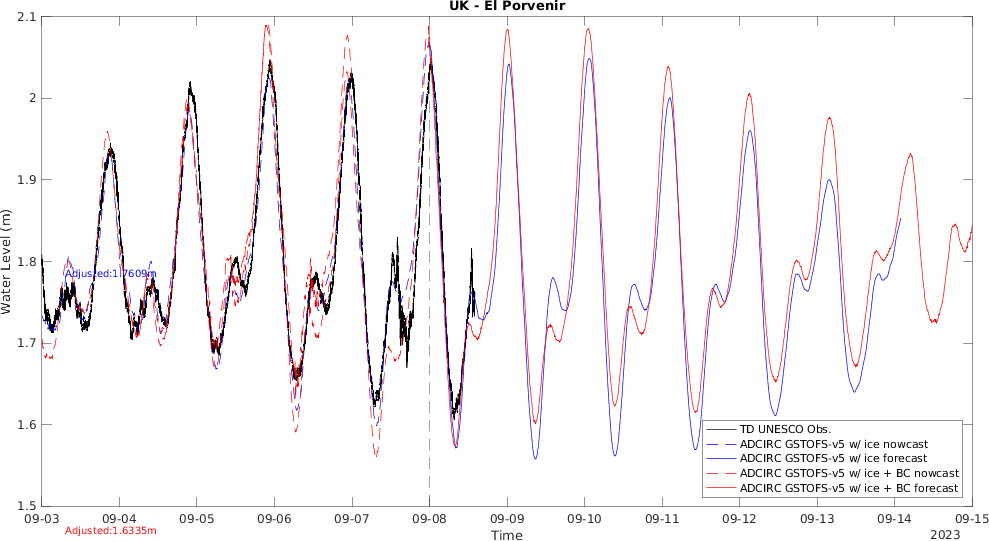 UK - El Porvenir
Water Level (m)
2.1
2
1.9
1.8
1.7
1.6
1.5
Adjusted:1.7609m
TD UNESCO Obs.
ADCIRC GSTOFS-v5 w/ ice nowcast
ADCIRC GSTOFS-v5 w/ ice forecast
ADCIRC GSTOFS-v5 w/ ice + BC nowcast
ADCIRC GSTOFS-v5 w/ ice + BC forecast
09-03 09-04 09-05 09-06 09-07 09-08 09-09 09-10 09-11 09-12 09-13 09-14 09-15
Adjusted:1.6335m
Time
2023